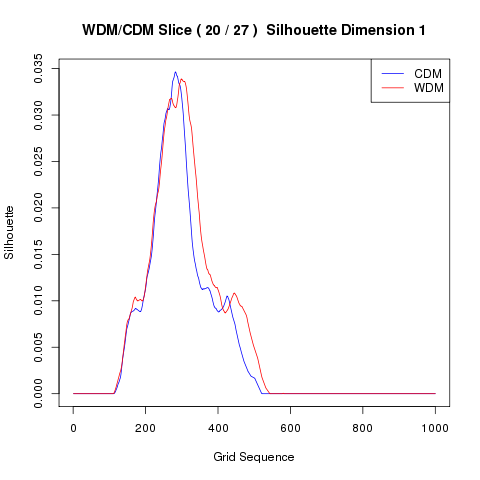 WDM/CDM Slice ( 20 / 27 )  Silhouette Dimension 1
CDM
WDM
Silhouette
0.035
0.030
0.025
0.020
0.015
0.010
0.005
0.000
0 200 400 600 800 1000
Grid Sequence